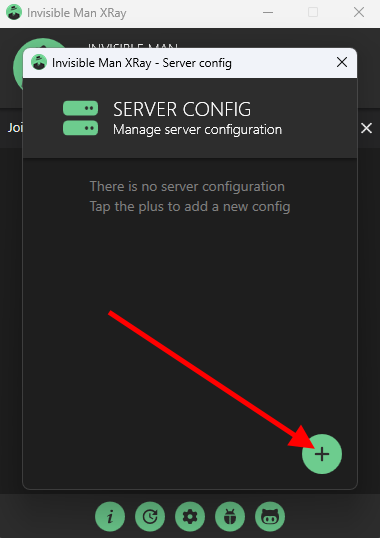 Invisible Man XRay
INVISIBLE MAN
Invisible Man XRay - Server config
SERVER CONFIG
Manage server configuration
Joi
There is no server configuration
Tap the plus to add a new config